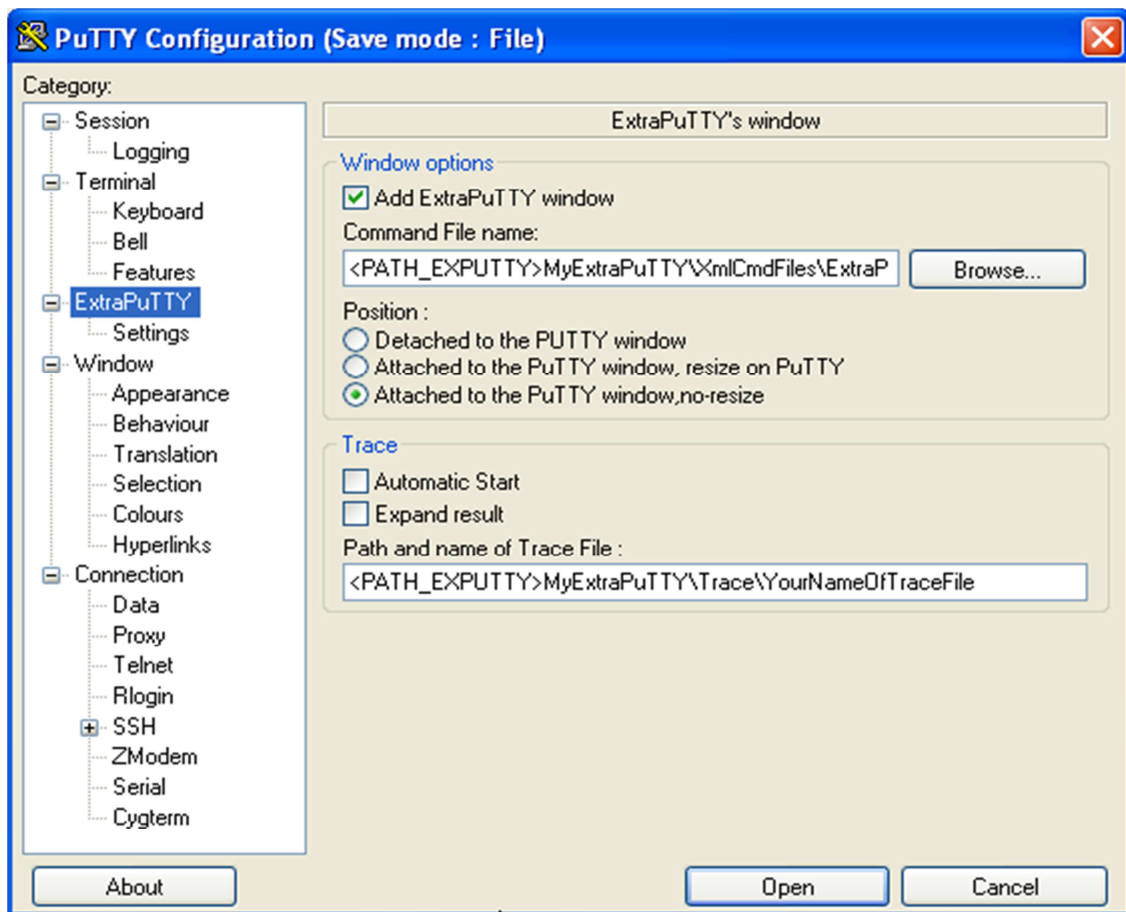 PuTTY Configuration (Save mode : File)
Category:
Session
Logging
Terminal
Keyboard
Bell
Features
ExtraPuTTY
Settings
Window
Appearance
Behaviour
Translation
Selection
Colours
Hyperlinks
Connection
Data
Proxy
Telnet
Rlogin
SSH
ZModem
Serial
Cygterm
ExtraPuTTY's window
Window options
Add ExtraPuTTY window
Command File name:
<PATH_EXPUTTY>MyExtraPuTTY\XmlCmdFiles\ExtraP
Browse...
Position :
Detached to the PUTTY window
Attached to the PuTTY window, resize on PuTTY
Attached to the PuTTY window,no-resize
Trace
Automatic Start
Expand result
Path and name of Trace File :
<PATH_EXPUTTY>MyExtraPuTTY\Trace\YourNameOfTraceFile
About
Open
Cancel